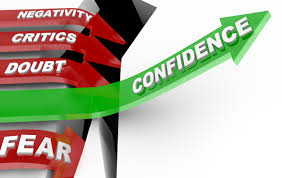 NEGATIVITY
CRITICS
DOUBT
CONFIDENCE
FEAR